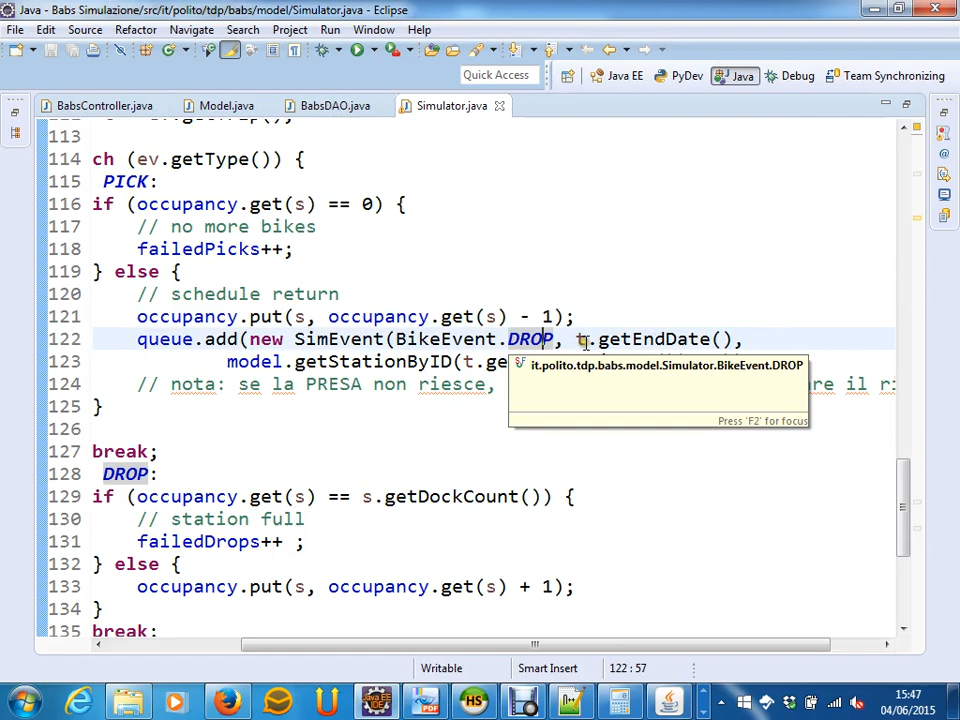 Java - Babs Simulazione/src/it/polito/tdp/babs/model/Simulator.java - Eclipse
File Edit Source Refactor Navigate Search Project Run Window Help
Quick Access Java EE PyDev Java Debug Team Synchronizing
BabsController.java Model.java BabsDAO.java Simulator.java
113
114 ch (ev.getType()) {
115 PICK:
116 if (occupancy.get(s) == 0) {
117 // no more bikes
118 failedPicks++;
119 } else {
120 // schedule return
121 occupancy.put(s, occupancy.get(s) - 1);
122 queue.add(new SimEvent(BikeEvent.DROP, t.getEndDate(),
123 model.getStationByID(t.ge
it.polito.tdp.babs.model.Simulator.BikeEvent.DROP
124 // nota: se la PRESA non riesce, are il ri
Press 'F2' for focus
125 }
126
127 break;
128 DROP:
129 if (occupancy.get(s) == s.getDockCount()) {
130 // station full
131 failedDrops++ ;
132 } else {
133 occupancy.put(s, occupancy.get(s) + 1);
134 }
135 break;
Writable Smart Insert 122 : 57
15:47
04/06/2015